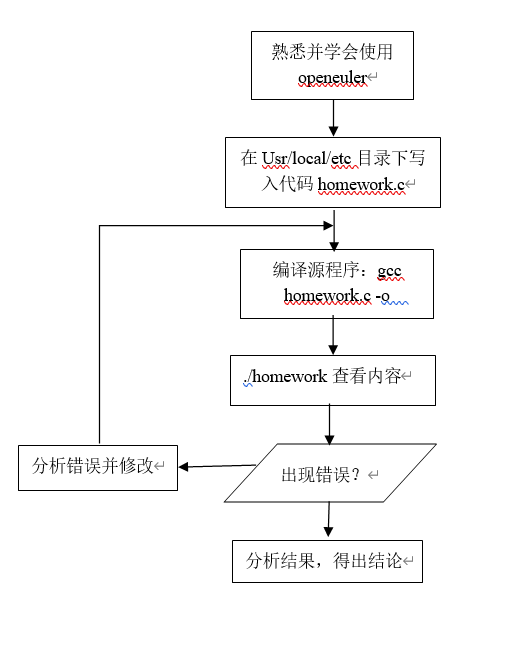 熟悉并学会使用
openeuler
在 Usr/local/etc 目录下写
入代码 homework.c
编译源程序：gcc
homework.c -o
./homework 查看内容
分析错误并修改
出现错误？
分析结果，得出结论